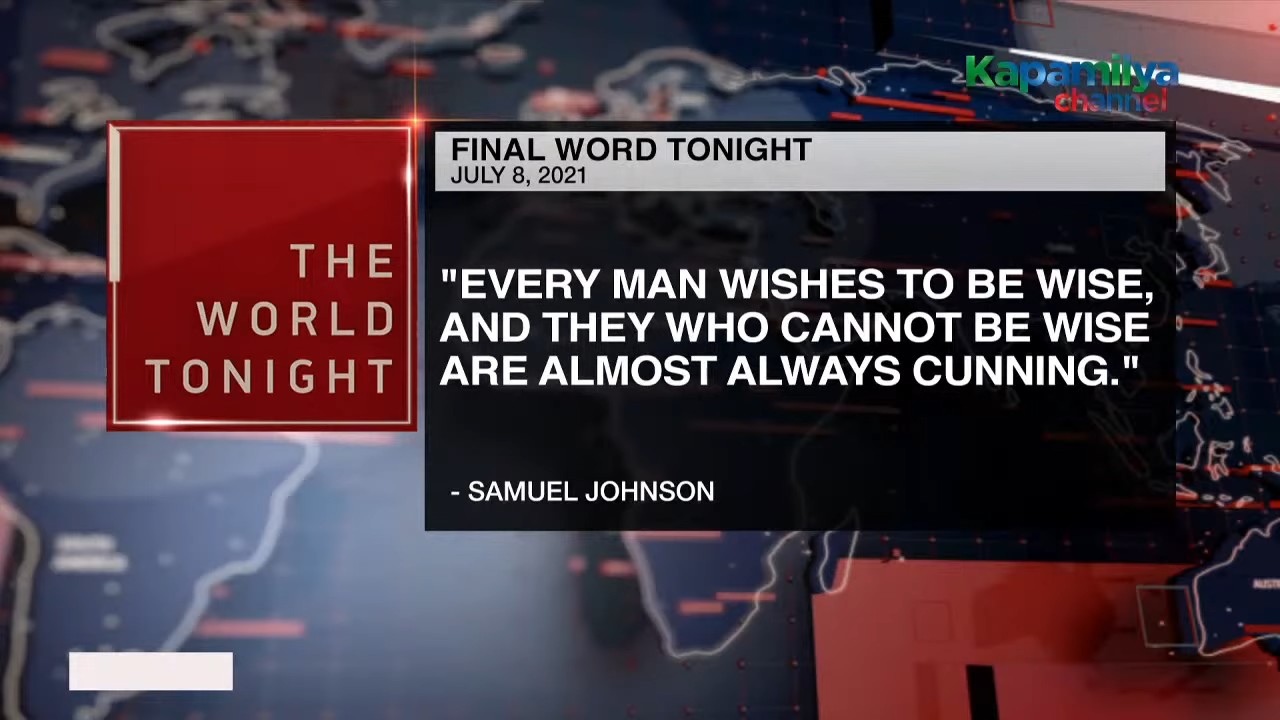 Kapamilya
channel
FINAL WORD TONIGHT
JULY 8, 2021
THE
WORLD
TONIGHT
"EVERY MAN WISHES TO BE WISE,
AND THEY WHO CANNOT BE WISE
ARE ALMOST ALWAYS CUNNING."
- SAMUEL JOHNSON